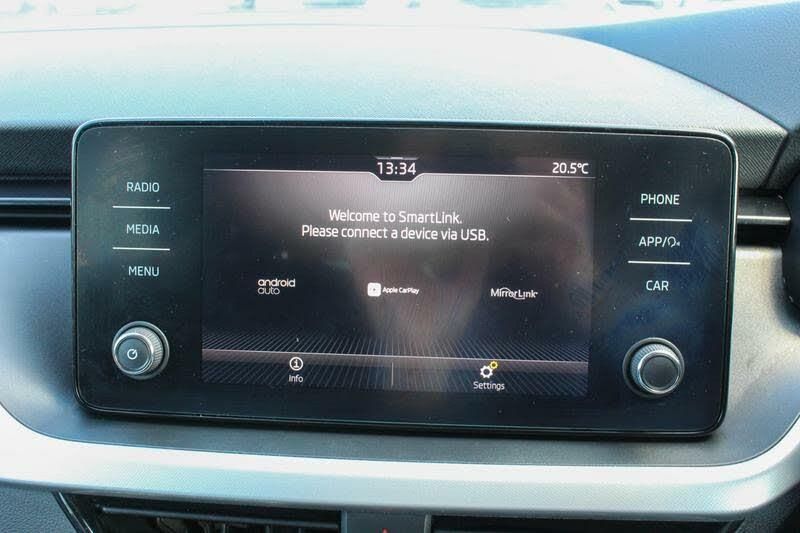 13:34
20.5°C
RADIO
MEDIA
MENU
Welcome to SmartLink.
Please connect a device via USB.
android
auto
Apple CarPlay
MirrorLink
Info
Settings
PHONE
APP/
CAR